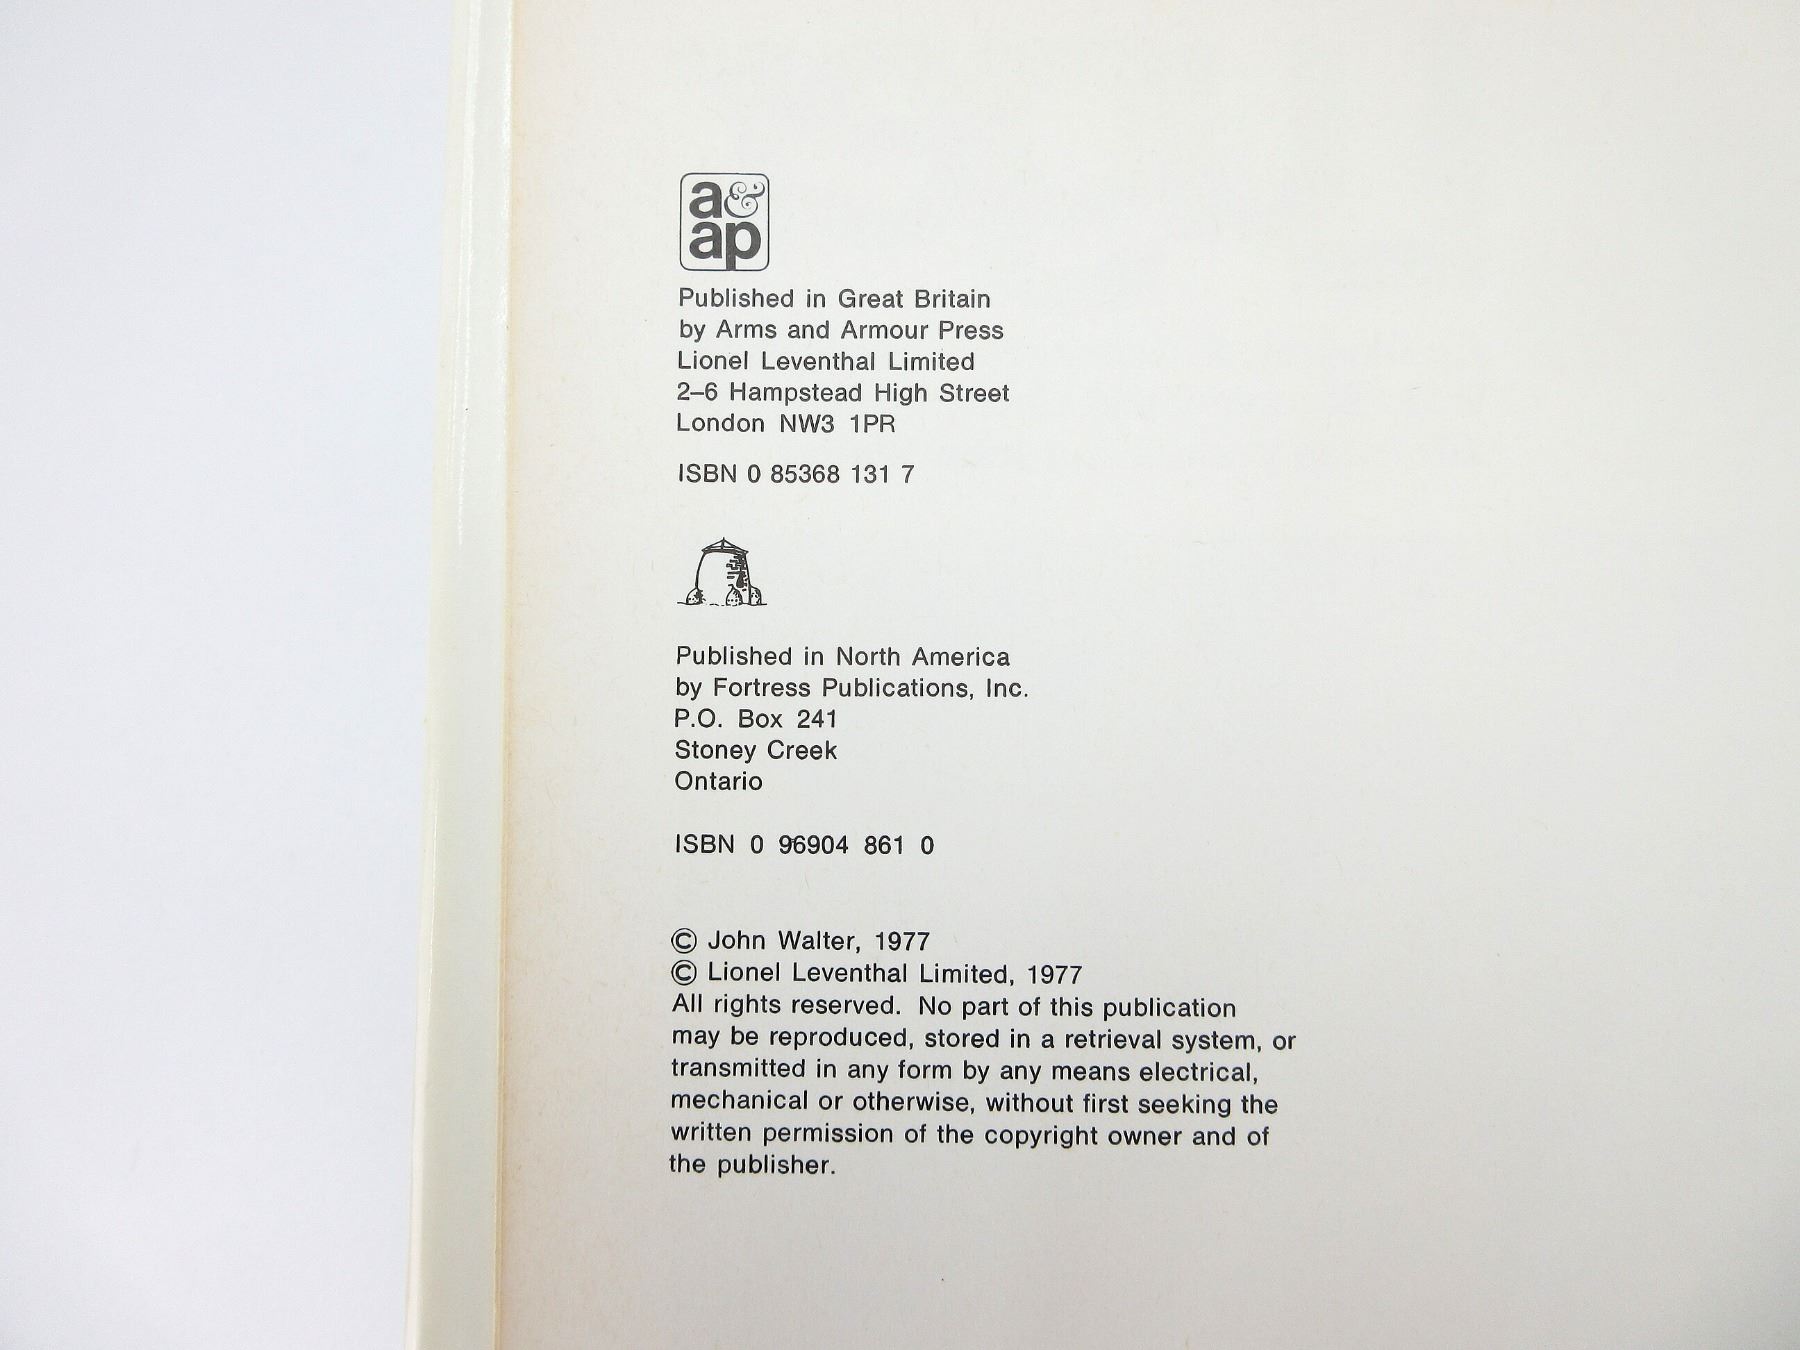 a&
ap
Published in Great Britain
by Arms and Armour Press
Lionel Leventhal Limited
2–6 Hampstead High Street
London NW3 1PR
ISBN 0 85368 131 7
Published in North America
by Fortress Publications, Inc.
P.O. Box 241
Stoney Creek
Ontario
ISBN 0 96904 861 0
© John Walter, 1977
© Lionel Leventhal Limited, 1977
All rights reserved. No part of this publication
may be reproduced, stored in a retrieval system, or
transmitted in any form by any means electrical,
mechanical or otherwise, without first seeking the
written permission of the copyright owner and of
the publisher.